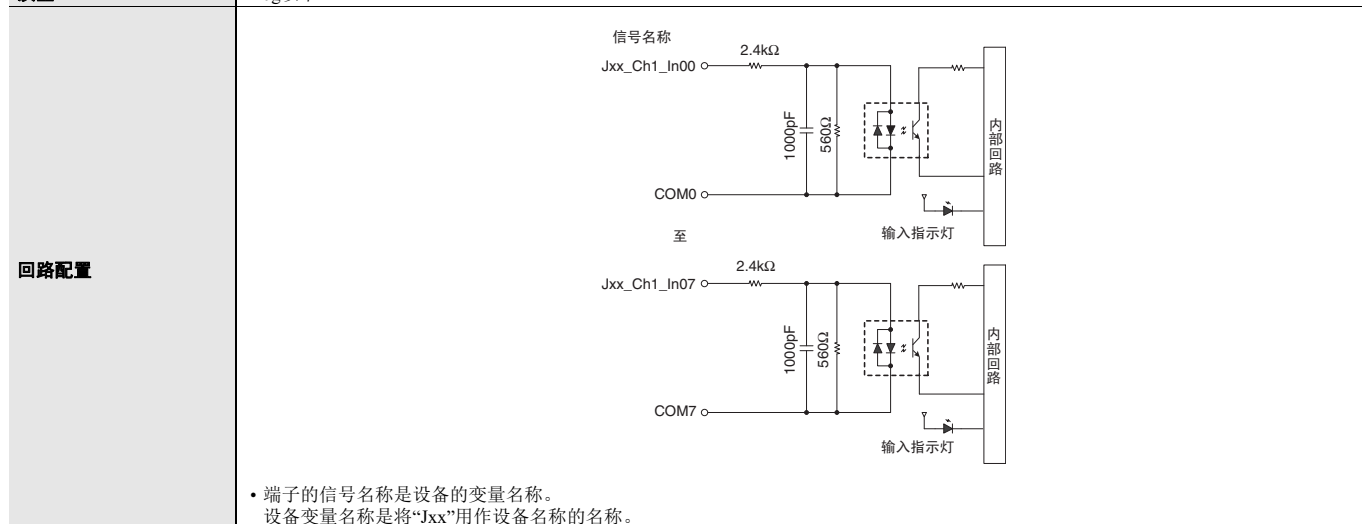 信号名称
2.4kΩ
Jxx_Ch1_In00
1000pF
560Ω
内部回路
COM0
输入指示灯
至
回路配置
2.4kΩ
Jxx_Ch1_In07
1000pF
560Ω
内部回路
COM7
输入指示灯
• 端子的信号名称是设备的变量名称。
设备变量名称是将“Jxx”用作设备名称的名称。